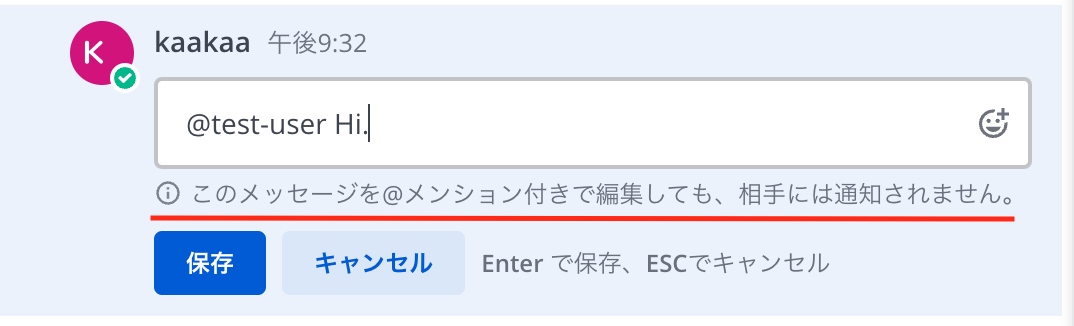 K kaakaa 午後9:32
@test-user Hi.
このメッセージを@メンション付きで編集しても、相手には通知されません。
保存 キャンセル Enter で保存、ESCでキャンセル